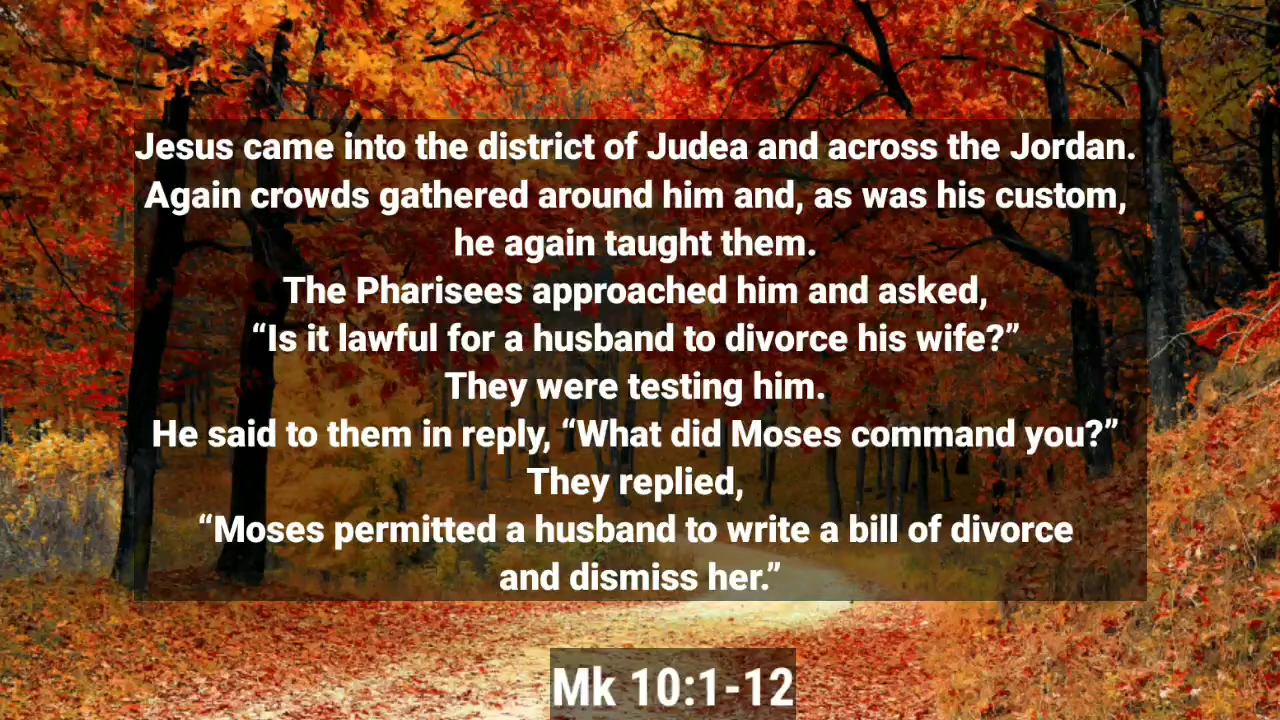 Jesus came into the district of Judea and across the Jordan.
Again crowds gathered around him and, as was his custom,
he again taught them.
The Pharisees approached him and asked,
“Is it lawful for a husband to divorce his wife?”
They were testing him.
He said to them in reply, “What did Moses command you?”
They replied,
“Moses permitted a husband to write a bill of divorce
and dismiss her.”
Mk 10:1-12